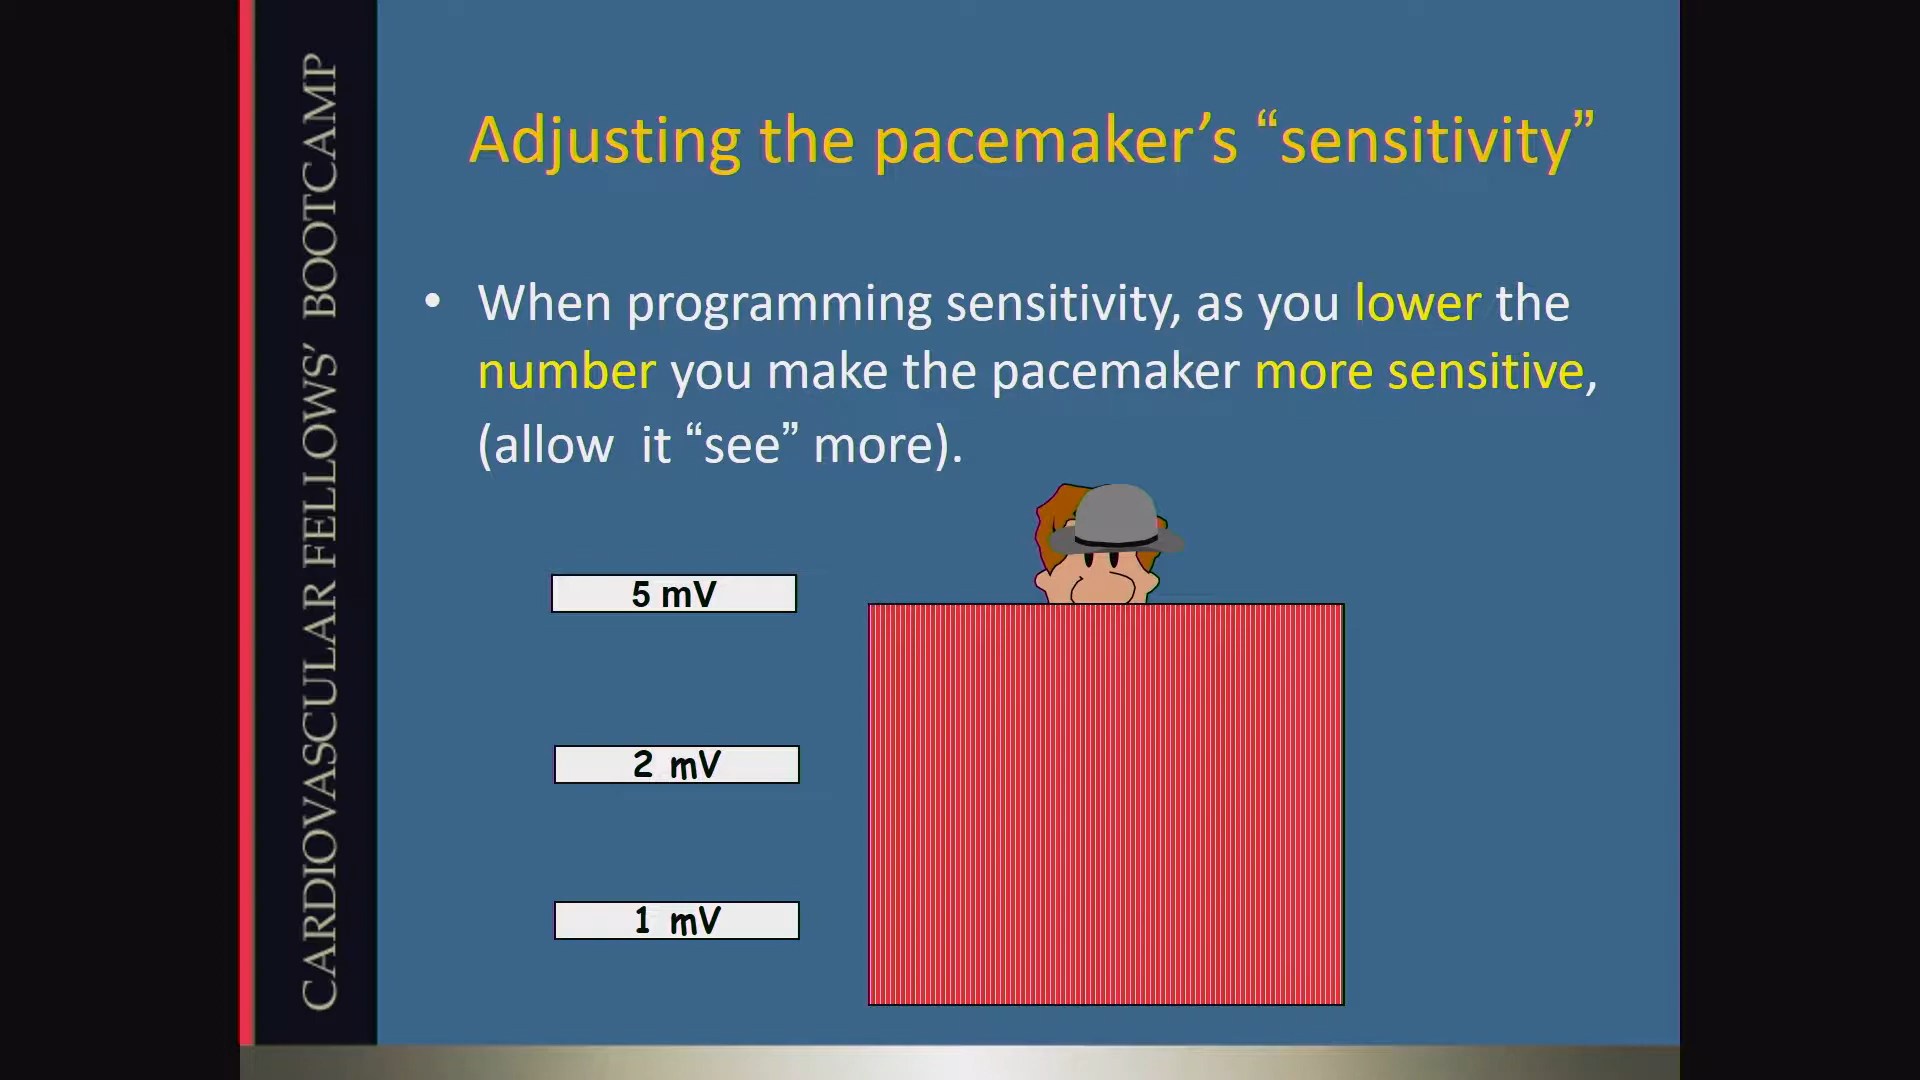 CARDIOVASCULAR FELLOWS’ BOOTCAMP
Adjusting the pacemaker’s “sensitivity”
• When programming sensitivity, as you lower the
number you make the pacemaker more sensitive,
(allow it “see” more).
5 mV
2 mV
1 mV